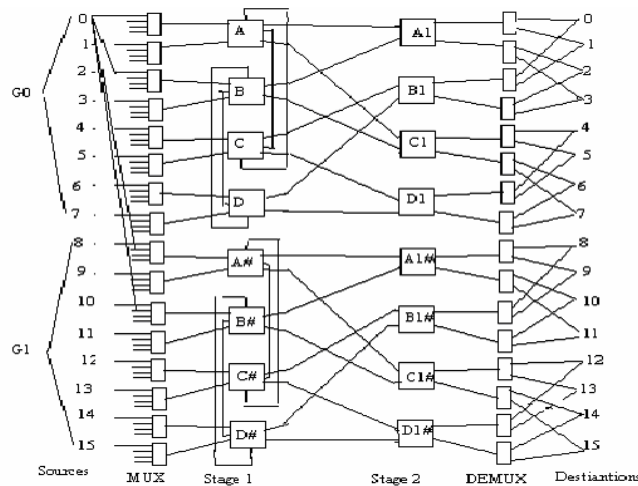 0 A A1 0
1 1
2 B B1 2
G0 3 3
4 C C1 4
5 5
6 D D1 6
7 7
8 A# A1# 8
9 9
10 B# B1# 10
G1 11 11
12 C# C1# 12
13 13
14 D# D1# 14
15 15
Sources MUX Stage 1 Stage 2 DEMUX Destiantions